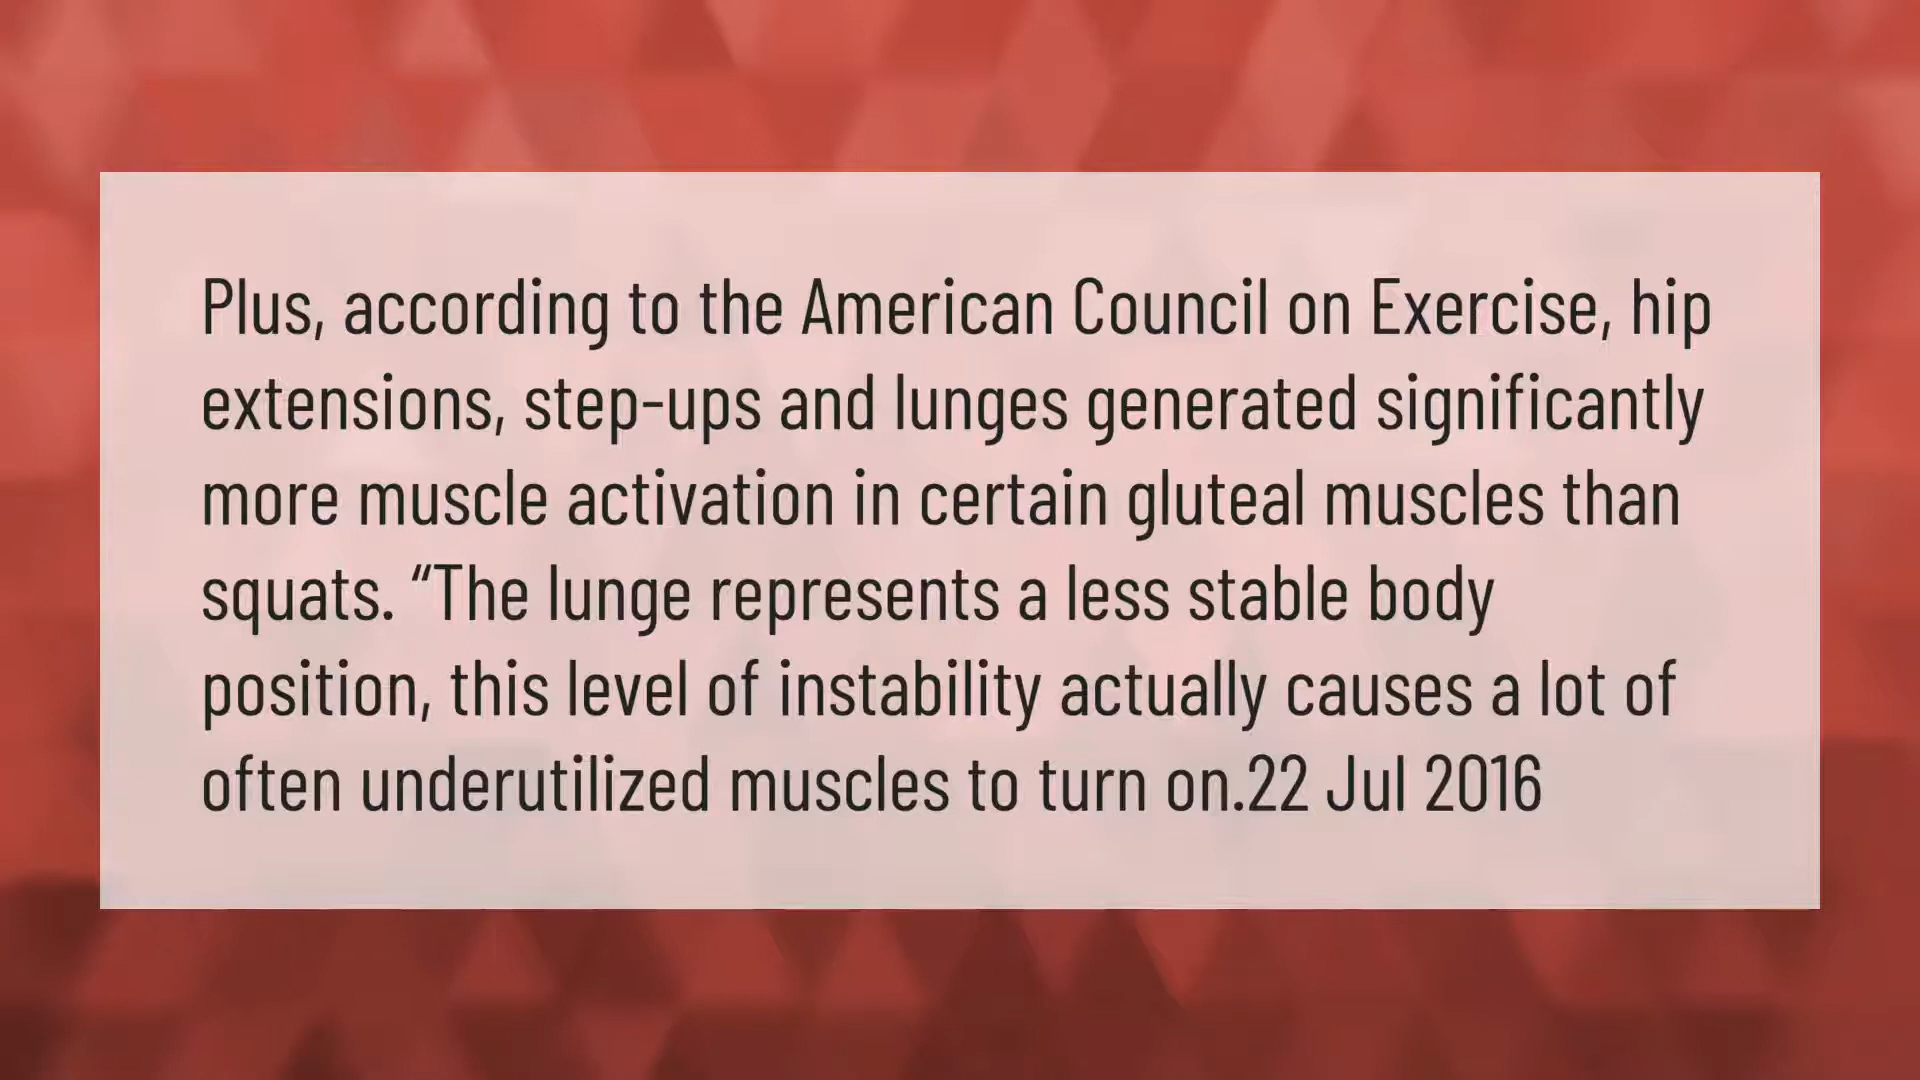 Plus, according to the American Council on Exercise, hip
extensions, step-ups and lunges generated significantly
more muscle activation in certain gluteal muscles than
squats. “The lunge represents a less stable body
position, this level of instability actually causes a lot of
often underutilized muscles to turn on.22 Jul 2016